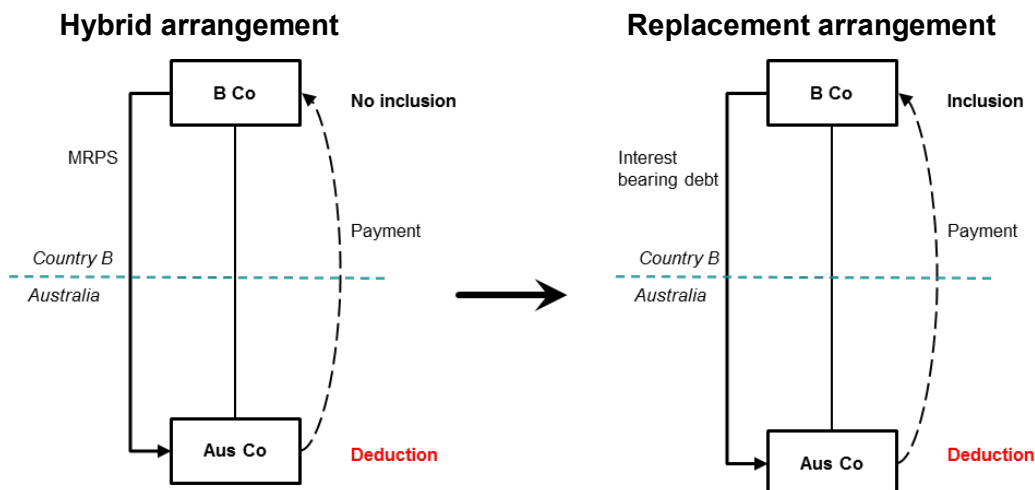 Hybrid arrangement
B Co
No inclusion
MRPS
Payment
Country B
Australia
Aus Co
Deduction
Replacement arrangement
B Co
Inclusion
Interest
bearing debt
Payment
Country B
Australia
Aus Co
Deduction